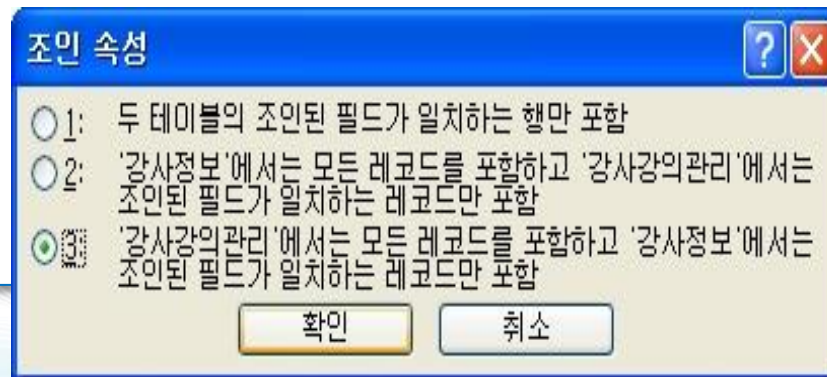 조인 속성
1: 두 테이블의 조인된 필드가 일치하는 행만 포함
2: '강사정보'에서는 모든 레코드를 포함하고 '강사강의관리'에서는
조인된 필드가 일치하는 레코드만 포함
3: '강사강의관리'에서는 모든 레코드를 포함하고 '강사정보'에서는
조인된 필드가 일치하는 레코드만 포함
확인 취소